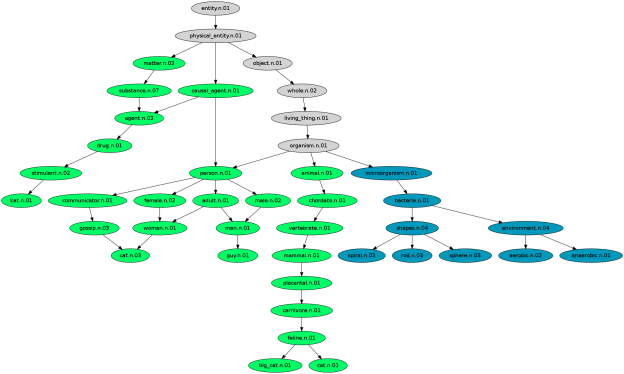 entity.n.01
physical_entity.n.01
matter.n.03
object.n.01
substance.n.07
causal_agent.n.01
whole.n.02
agent.n.03
living_thing.n.01
drug.n.01
organism.n.01
stimulant.n.02
person.n.01
animal.n.01
microorganism.n.01
kat.n.01
communicator.n.01
female.n.02
adult.n.01
male.n.02
chordate.n.01
bacteria.n.01
gossip.n.03
woman.n.01
man.n.01
vertebrate.n.01
shapes.n.04
environment.n.04
cat.n.03
guy.n.01
mammal.n.01
spiral.n.03
rod.n.03
sphere.n.03
aerobic.n.02
anaerobic.n.01
placental.n.01
carnivore.n.01
feline.n.01
big_cat.n.01
cat.n.01